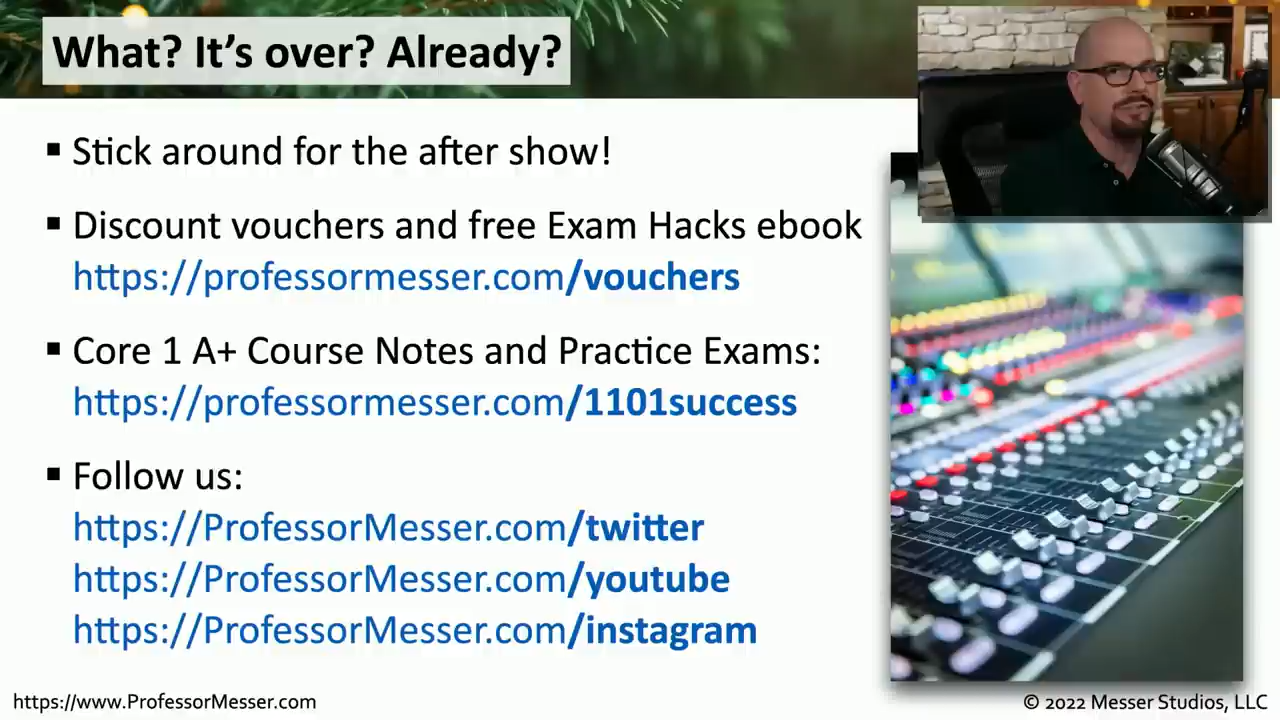 What? It's over? Already?
▪ Stick around for the after show!
▪ Discount vouchers and free Exam Hacks ebook
https://professormesser.com/vouchers
▪ Core 1 A+ Course Notes and Practice Exams:
https://professormesser.com/1101success
▪ Follow us:
https://ProfessorMesser.com/twitter
https://ProfessorMesser.com/youtube
https://ProfessorMesser.com/instagram
https://www.ProfessorMesser.com
© 2022 Messer Studios, LLC